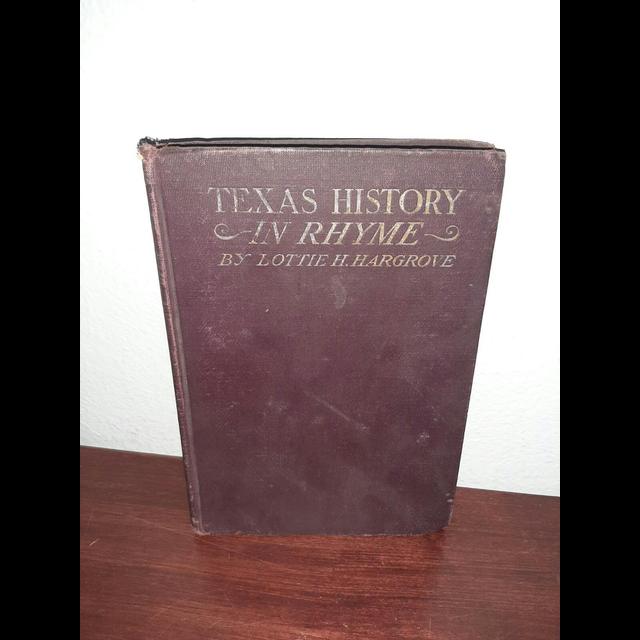 TEXAS HISTORY
IN RHYME
BY LOTTIE H. HARGROVE